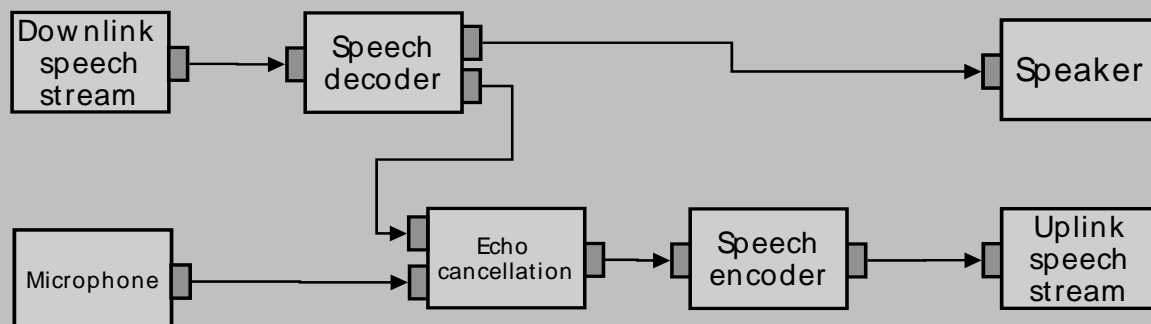 Downlink
speech
stream
Speech
decoder
Speaker
Microphone
Echo
cancellation
Speech
encoder
Uplink
speech
stream